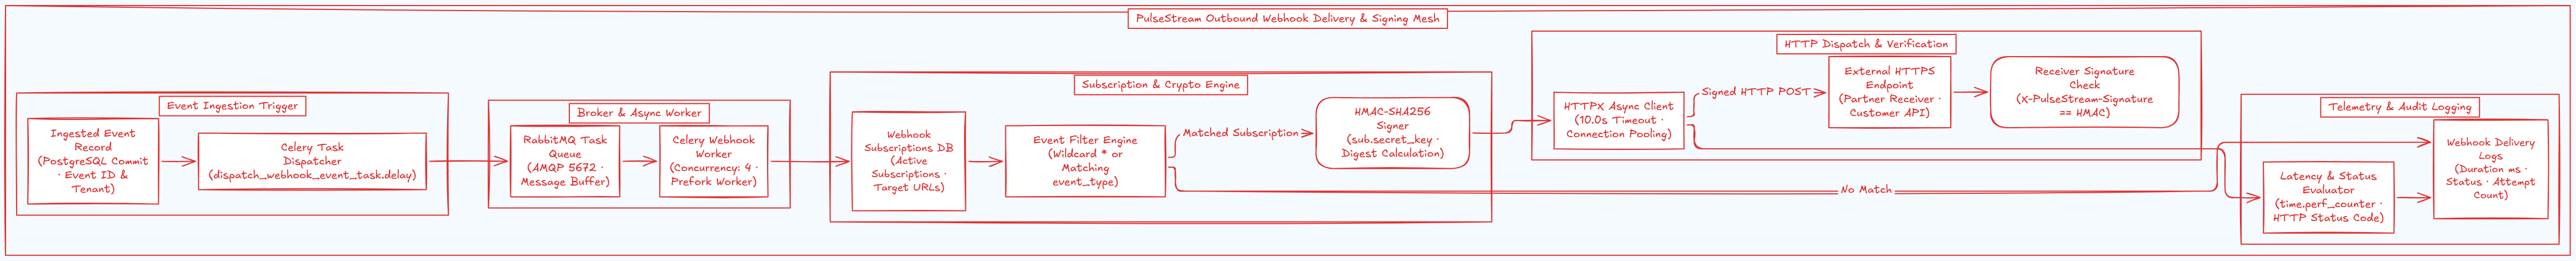 PulseStream Outbound Webhook Delivery & Signing Mesh
Event Ingestion Trigger
Ingested Event
Record
(PostgreSQL Commit
· Event ID &
Tenant)
Celery Task
Dispatcher
(dispatch_webhook_event_task.delay)
Broker & Async Worker
RabbitMQ Task
Queue
(AMQP 5672 ·
Message Buffer)
Celery Webhook
Worker
(Concurrency: 4 ·
Prefork Worker)
Subscription & Crypto Engine
Webhook
Subscriptions DB
(Active
Subscriptions ·
Target URLs)
Event Filter Engine
(Wildcard * or
Matching
event_type)
Matched Subscription
HMAC-SHA256
Signer
(sub.secret_key ·
Digest Calculation)
No Match
HTTP Dispatch & Verification
HTTPX Async Client
(10.0s Timeout ·
Connection Pooling)
Signed HTTP POST
External HTTPS
Endpoint
(Partner Receiver ·
Customer API)
Receiver Signature
Check
(X-PulseStream-Signature
== HMAC)
Telemetry & Audit Logging
Latency & Status
Evaluator
(time.perf_counter ·
HTTP Status Code)
Webhook Delivery
Logs
(Duration ms ·
Status · Attempt
Count)